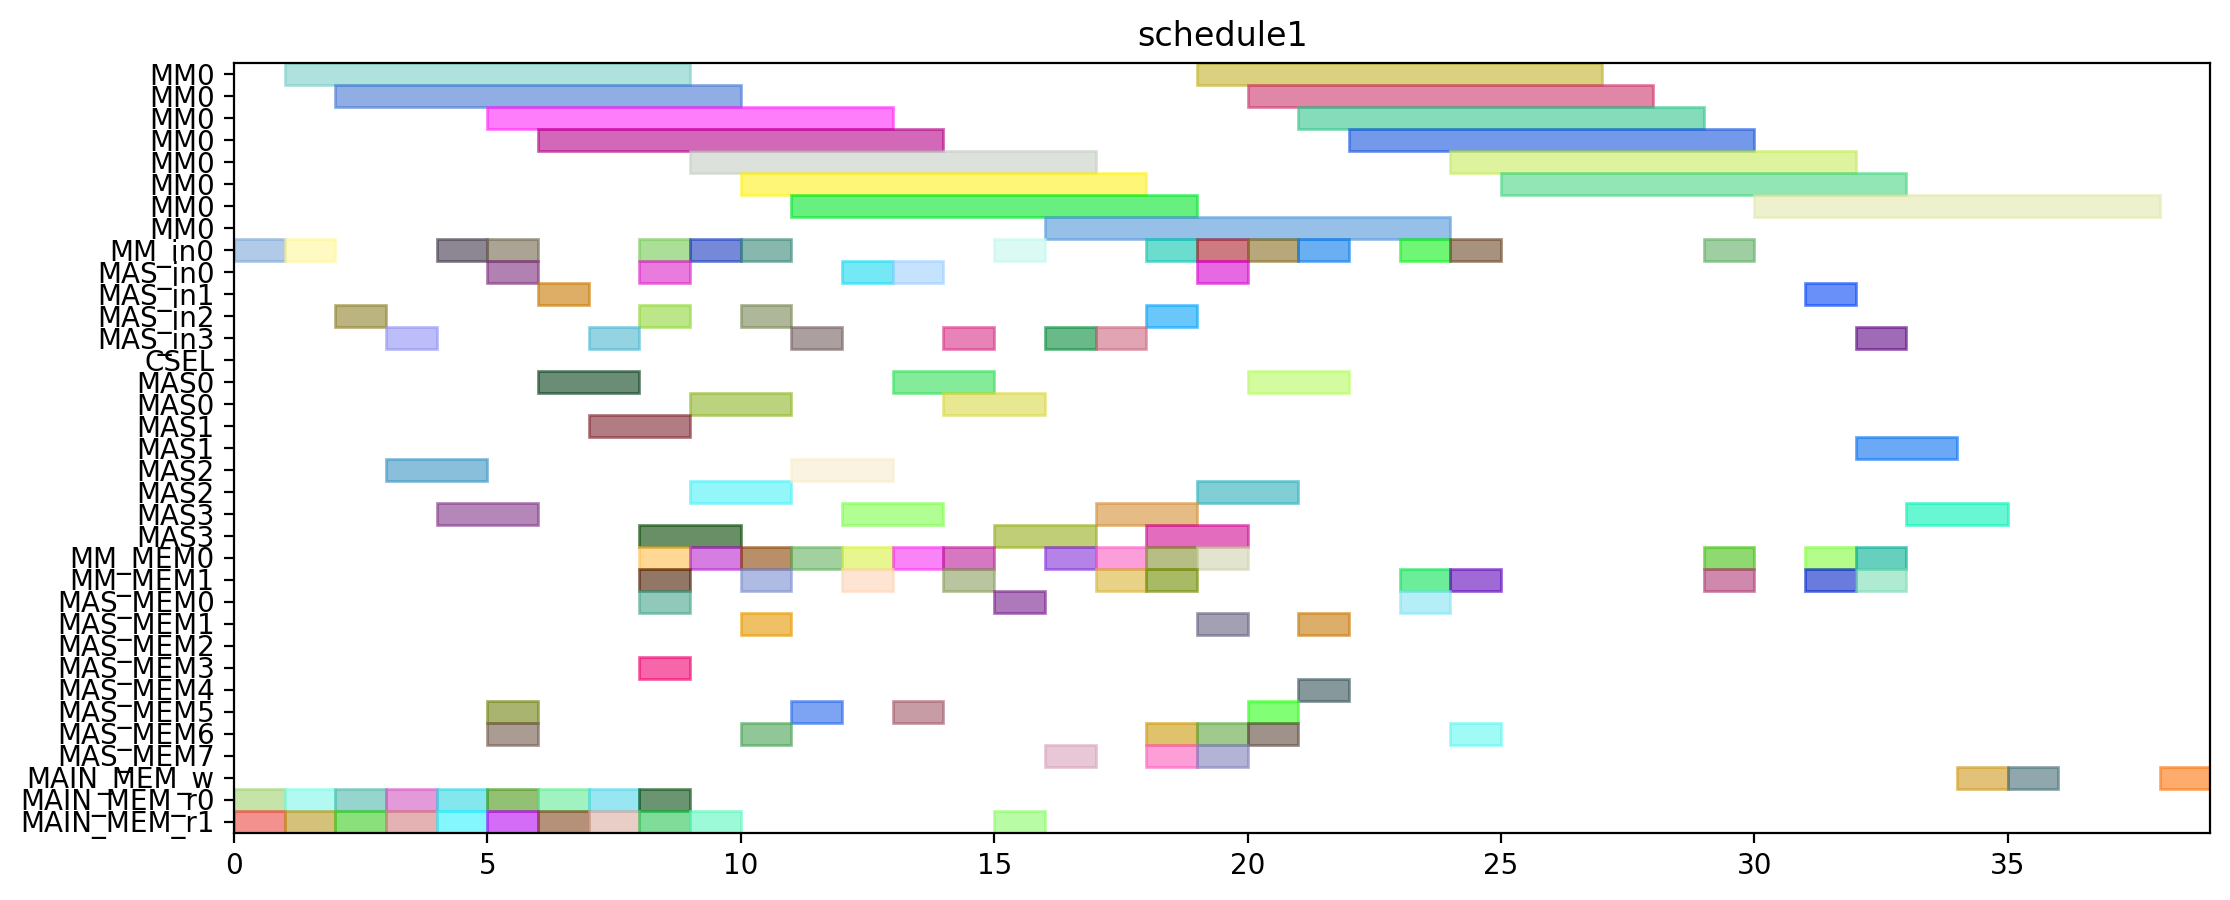 schedule1
MM0
MM0
MM0
MM0
MM0
MM0
MM0
MM0
MM_in0
MAS_in0
MAS_in1
MAS_in2
MAS_in3
CSEL
MAS0
MAS0
MAS1
MAS1
MAS2
MAS2
MAS3
MAS3
MM_MEM0
MM_MEM1
MAS_MEM0
MAS_MEM1
MAS_MEM2
MAS_MEM3
MAS_MEM4
MAS_MEM5
MAS_MEM6
MAS_MEM7
MAIN_MEM_w
MAIN_MEM_r0
MAIN_MEM_r1
0 5 10 15 20 25 30 35